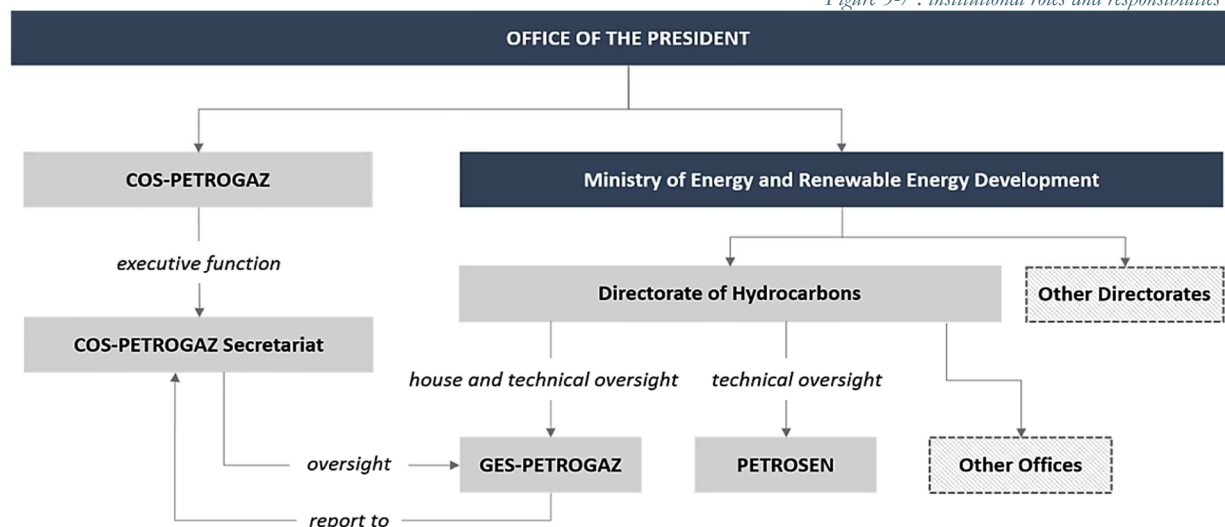 Figure 3-7 : institutional roles and responsibilities
OFFICE OF THE PRESIDENT
COS-PETROGAZ
Ministry of Energy and Renewable Energy Development
executive function
Directorate of Hydrocarbons
Other Directorates
COS-PETROGAZ Secretariat
house and technical oversight
technical oversight
oversight
GES-PETROGAZ
PETROSEN
Other Offices
report to